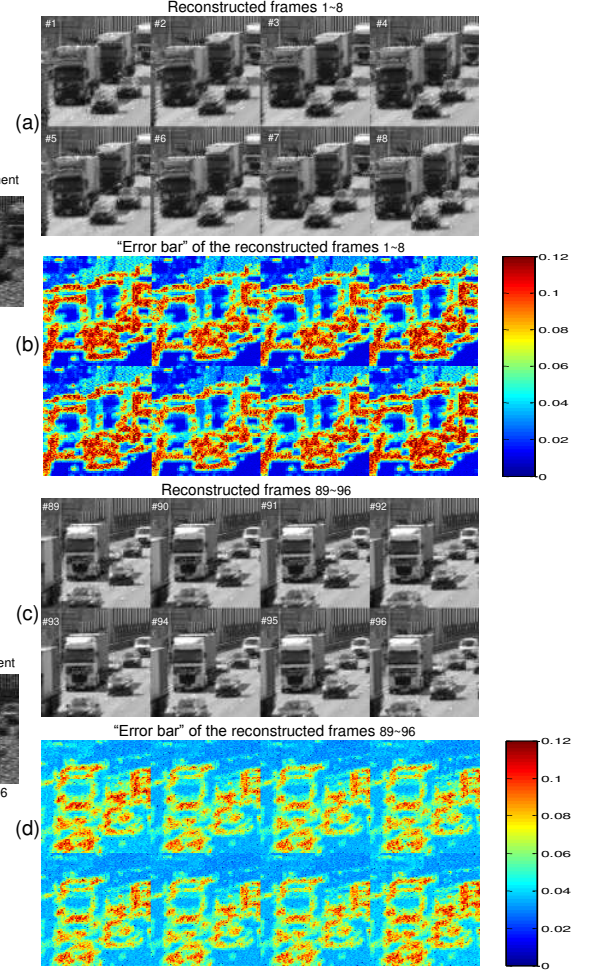 Reconstructed frames 1~8
#1 #2 #3 #4
(a)
#5 #6 #7 #8
“Error bar” of the reconstructed frames 1~8
(b)
0.12
0.1
0.08
0.06
0.04
0.02
0
Reconstructed frames 89~96
#89 #90 #91 #92
(c)
#93 #94 #95 #96
“Error bar” of the reconstructed frames 89~96
(d)
0.12
0.1
0.08
0.06
0.04
0.02
0